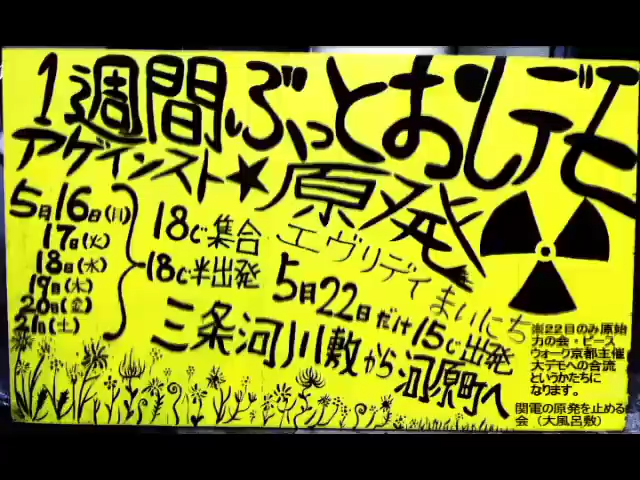 1週間ぶっとおしデモ
アゲインスト★原発
5月16日(月)
17日(火)
18日(水)
19日(木)
20日(金)
21日(土)
18じ集合
18じ半出発
エヴリデイまいにち
5月22日だけ15じ出発
三条河川敷から河原町へ
※22日のみ原始
力の会・ピース
ウォーク京都主催
大デモへの合流
というかたちに
なります。
関電の原発を止める
会（大風呂敷）